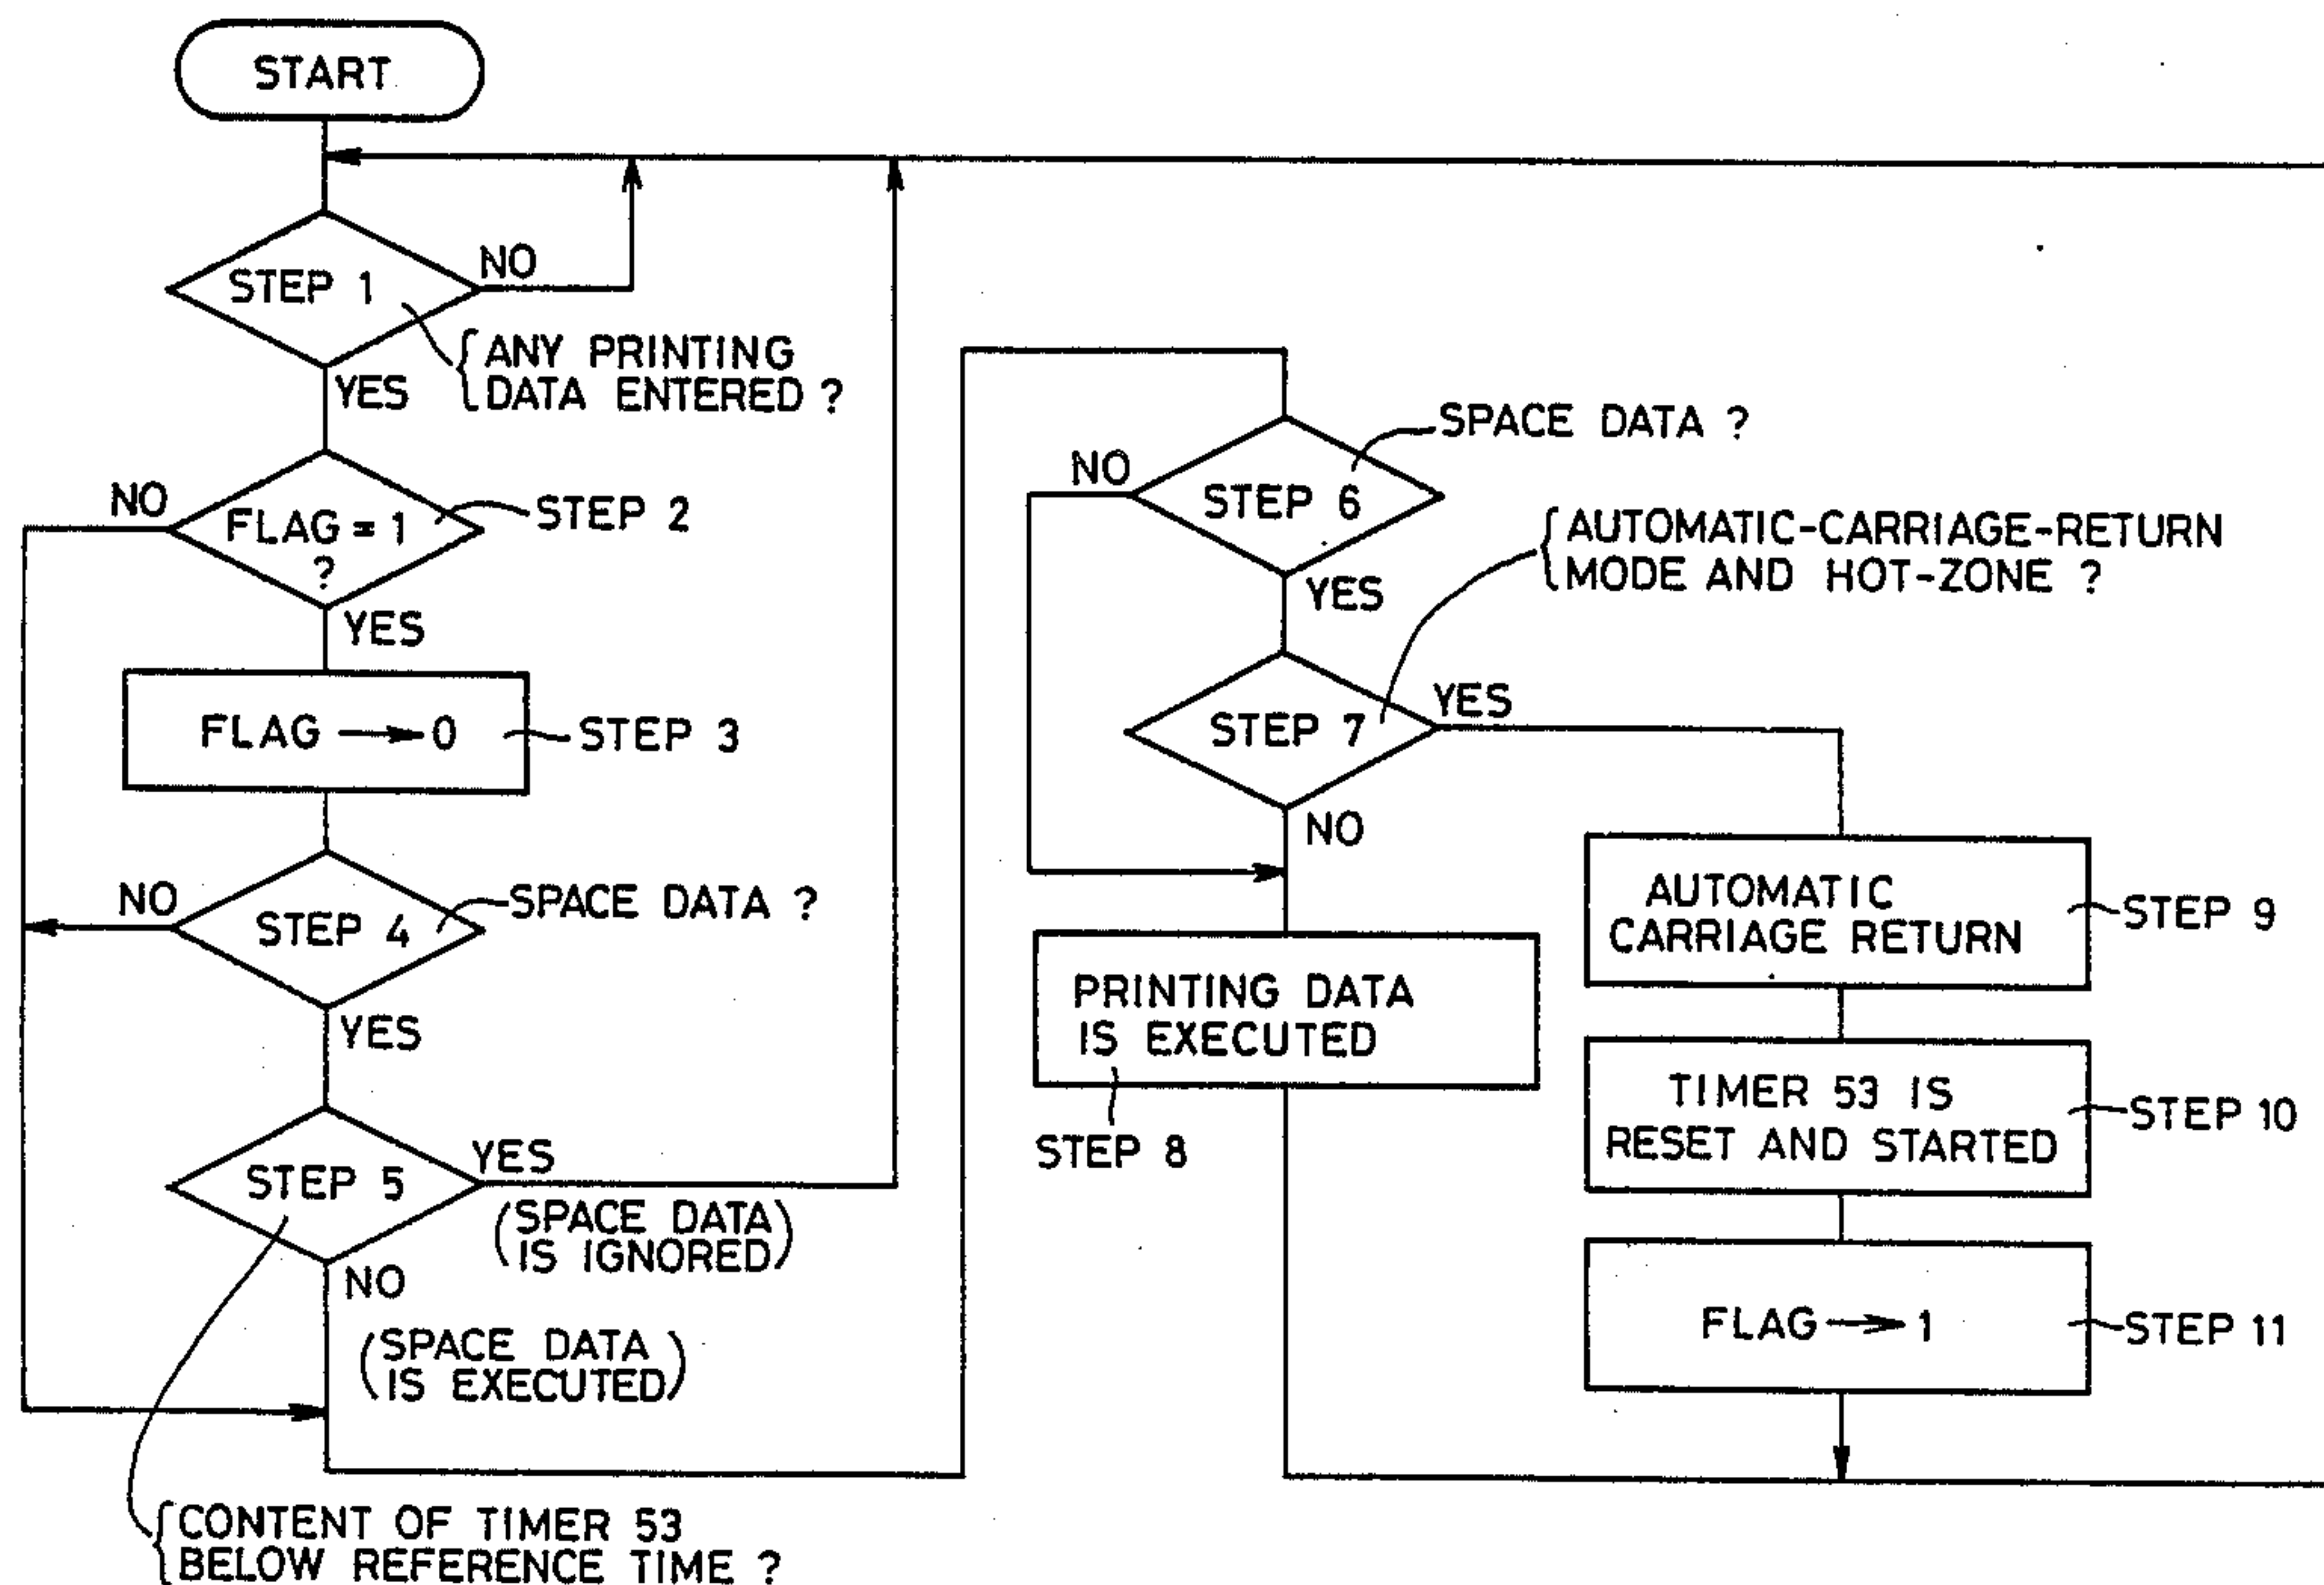 START
STEP 1
NO
ANY PRINTING
DATA ENTERED ?
YES
NO
FLAG = 1
?
STEP 2
YES
FLAG → 0
STEP 3
NO
STEP 4
SPACE DATA ?
YES
STEP 5
YES
(SPACE DATA
IS IGNORED)
NO
(SPACE DATA
IS EXECUTED)
CONTENT OF TIMER 53
BELOW REFERENCE TIME ?
SPACE DATA ?
NO
STEP 6
YES
AUTOMATIC-CARRIAGE-RETURN
MODE AND HOT-ZONE ?
STEP 7
YES
NO
PRINTING DATA
IS EXECUTED
STEP 8
AUTOMATIC
CARRIAGE RETURN
STEP 9
TIMER 53 IS
RESET AND STARTED
STEP 10
FLAG → 1
STEP 11